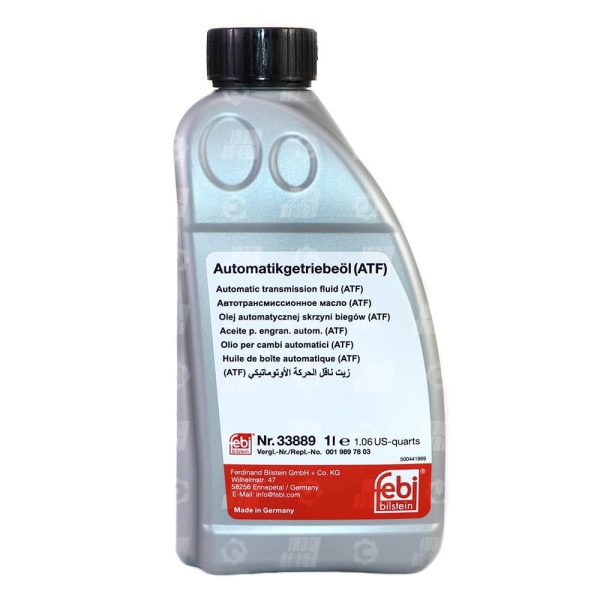 Automatikgetriebeöl (ATF)
Automatic transmission fluid (ATF)
Автотрансмиссионное масло (ATF)
Olej automatycznej skrzyni biegów (ATF)
Aceite p. engran. autom. (ATF)
Olio per cambi automatici (ATF)
Huile de boîte automatique (ATF)
زيت ناقل الحركة الأوتوماتيكي (ATF)
febi Nr. 33889 1l e 1.06 US-quarts
bilstein Vergl.-Nr./Repl.-No. 001 989 78 03
500441969
Ferdinand Bilstein GmbH + Co. KG
Wilhelmstr. 47
58256 Ennepetal / Germany
E-Mail: info@febi.com
Made in Germany
febi®
bilstein